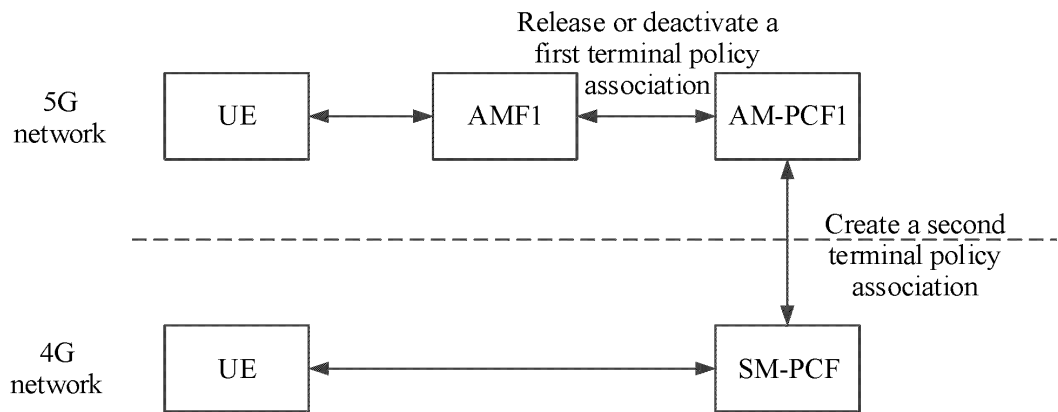 Release or deactivate a
first terminal policy
association
5G
network
UE
AMF1
AM-PCF1
Create a second
terminal policy
association
4G
network
UE
SM-PCF